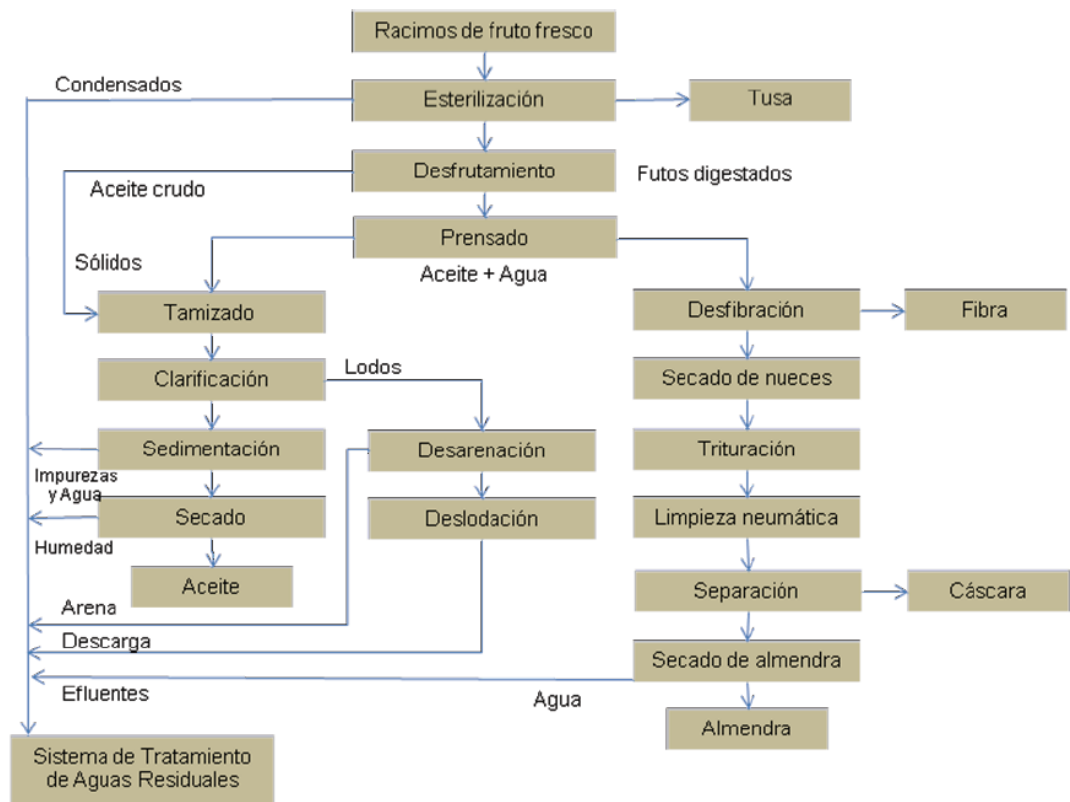 Racimos de fruto fresco
Condensados
Esterilización
Tusa
Desfrutamiento
Futos digestados
Aceite crudo
Prensado
Sólidos
Aceite + Agua
Tamizado
Desfibración
Fibra
Clarificación
Lodos
Secado de nueces
Sedimentación
Desarenación
Trituración
Impurezas
y Agua
Secado
Deslodación
Limpieza neumática
Humedad
Aceite
Separación
Cáscara
Arena
Descarga
Secado de almendra
Efluentes
Agua
Almendra
Sistema de Tratamiento
de Aguas Residuales